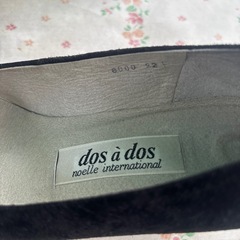 dos à dos
noelle international